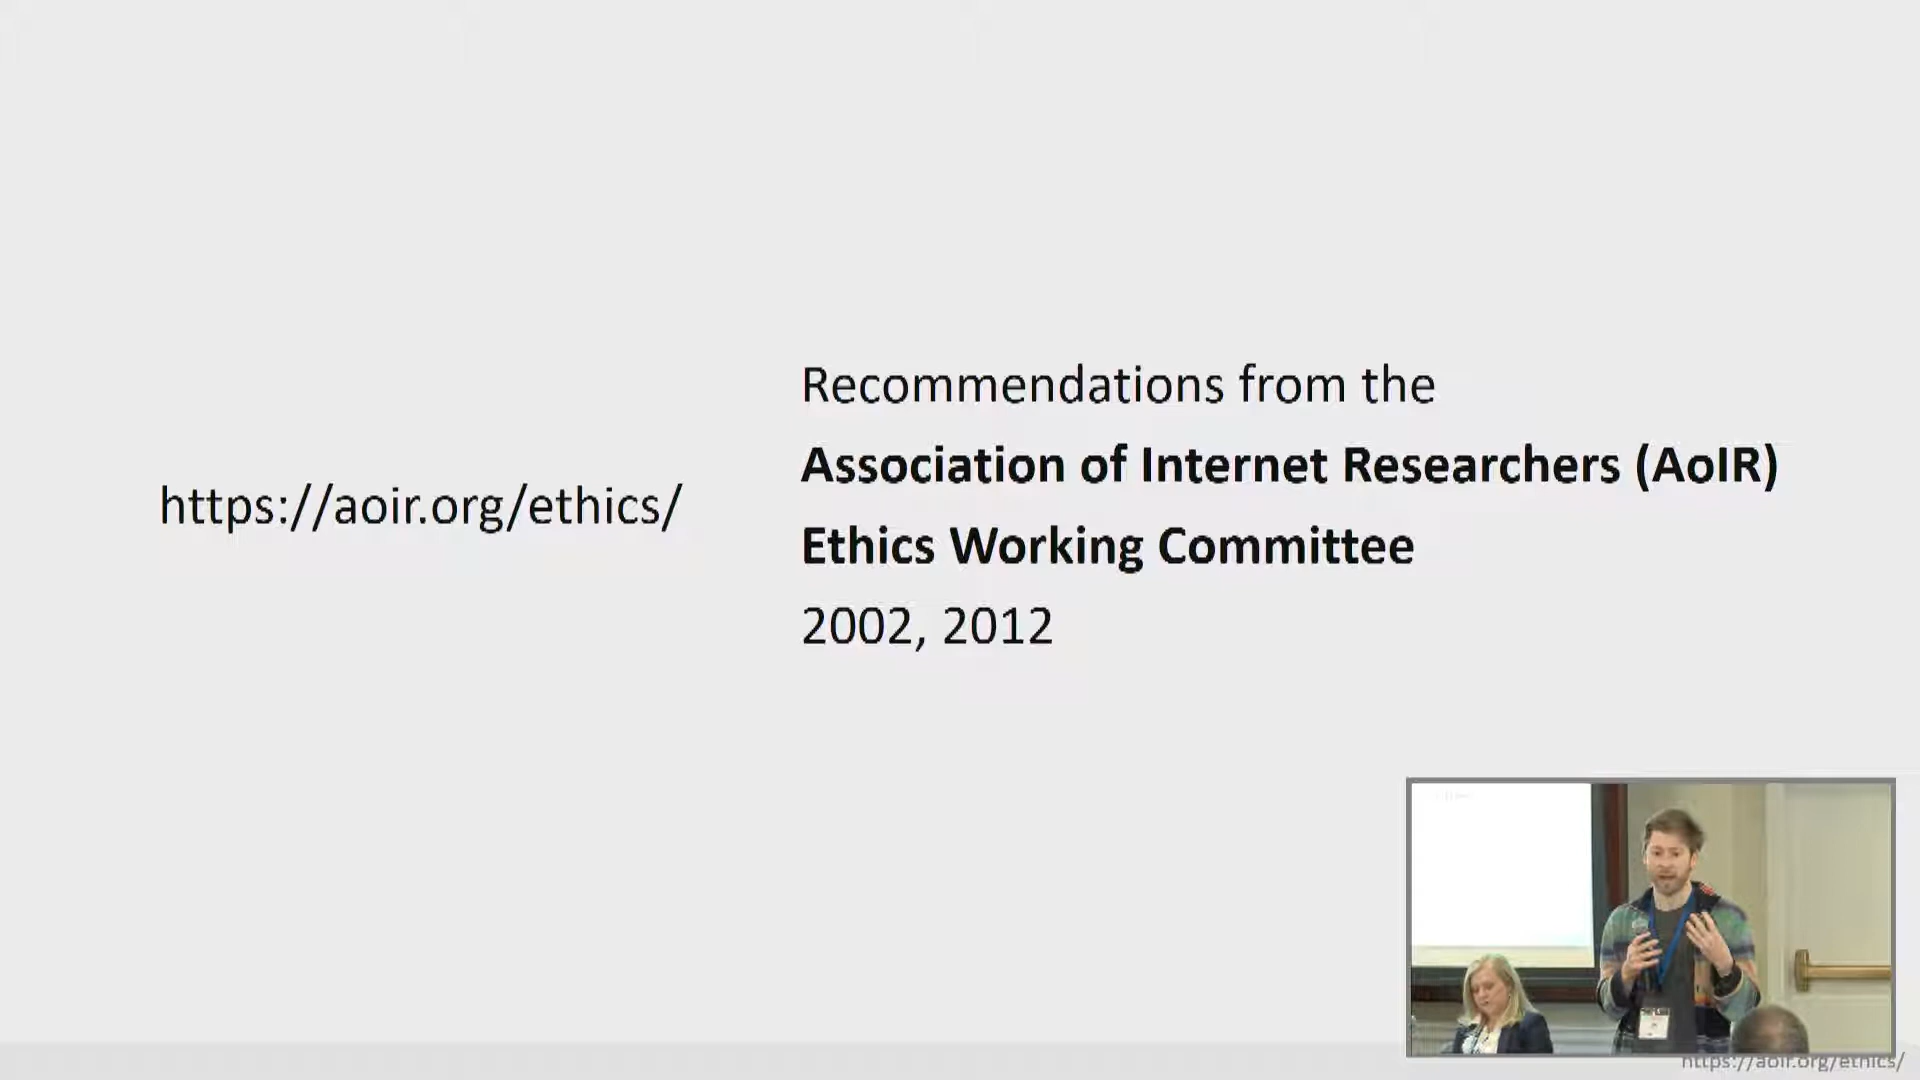 https://aoir.org/ethics/
Recommendations from the
Association of Internet Researchers (AoIR)
Ethics Working Committee
2002, 2012
https://aoir.org/ethics/